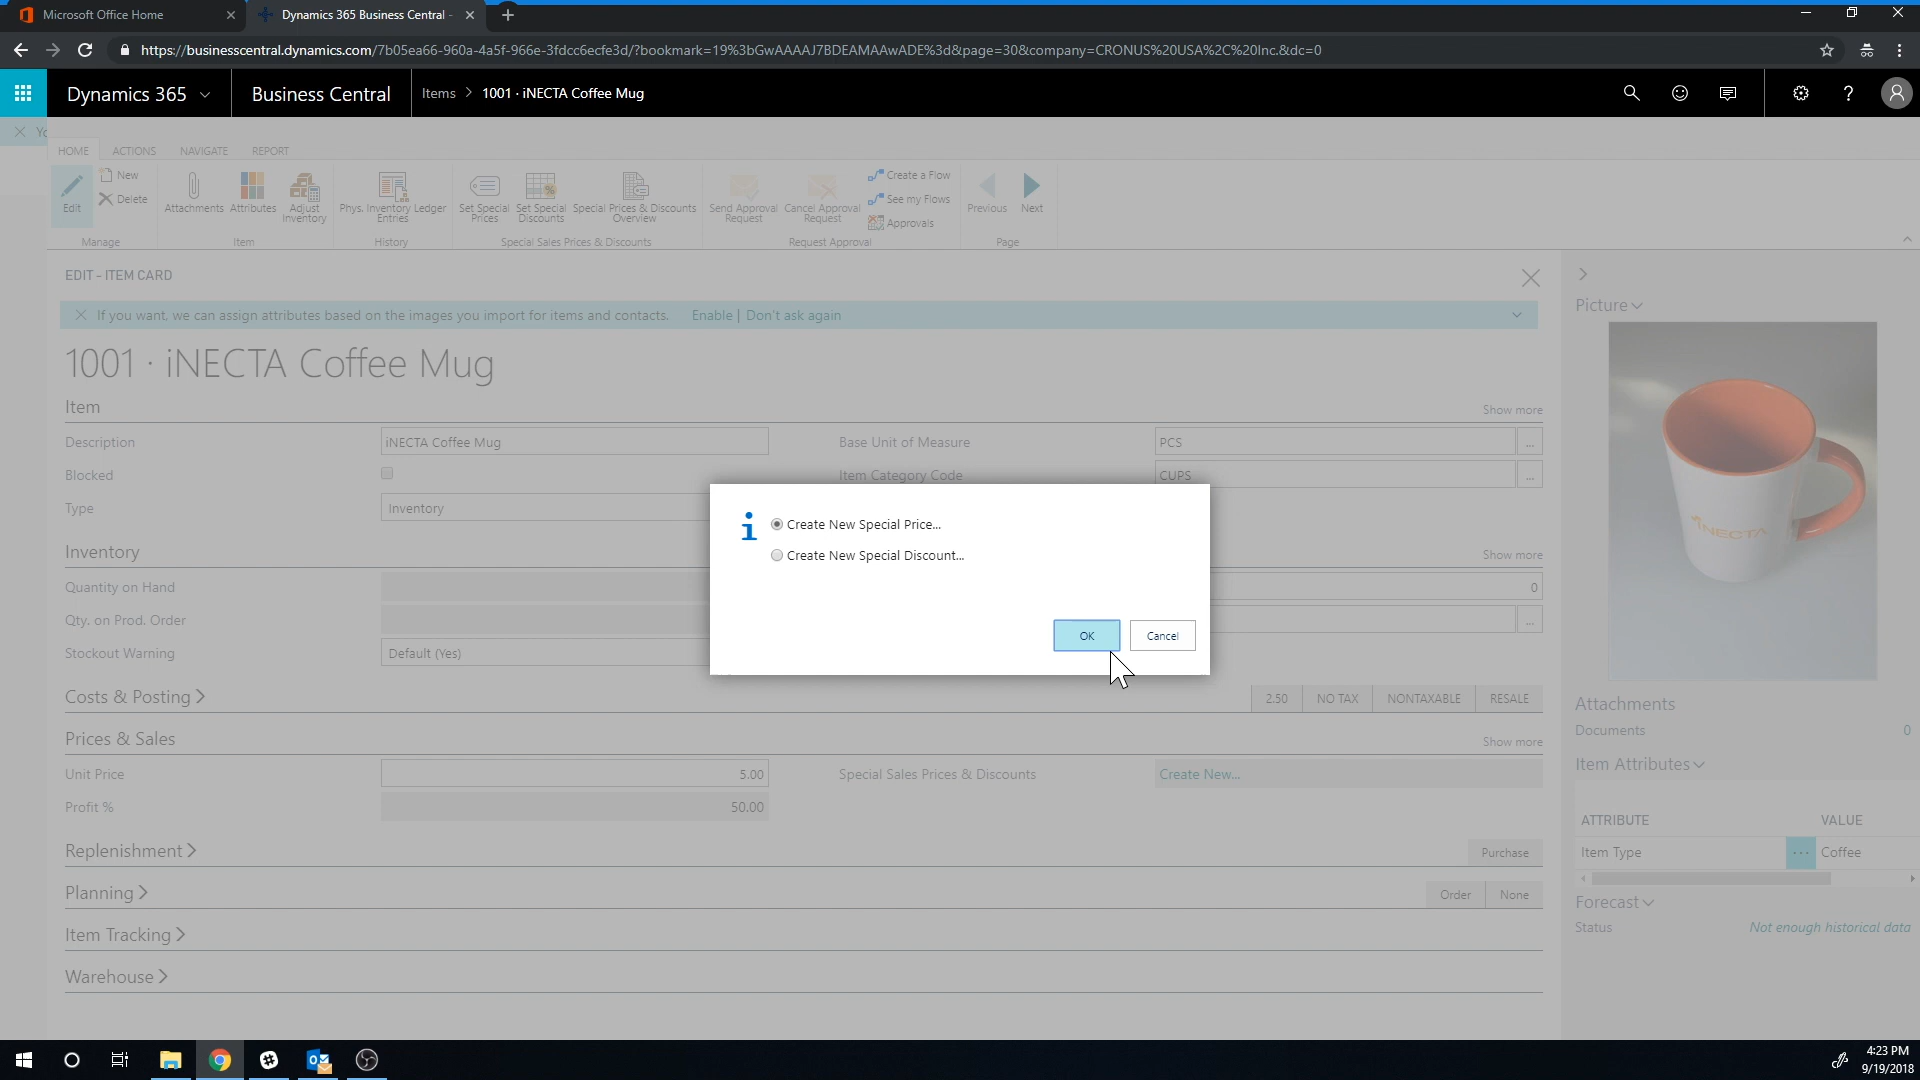 Microsoft Office Home
Dynamics 365 Business Central -
https://businesscentral.dynamics.com/7b05ea66-960a-4a5f-966e-3fdcc6ecfe3d/?bookmark=19%3bGwAAAAJ7BDEAMAAwADE%3d&page=30&company=CRONUS%20USA%2C%20Inc.&dc=0
Dynamics 365
Business Central
Items > 1001 · iNECTA Coffee Mug
HOME ACTIONS NAVIGATE REPORT
Edit
New
Delete
Manage
Attachments
Attributes
Adjust Inventory
Item
Phys. Inventory Ledger Entries
History
Set Special Prices
Set Special Discounts
Special Prices & Discounts Overview
Special Sales Prices & Discounts
Send Approval Request
Cancel Approval Request
Create a Flow
See my Flows
Approvals
Request Approval
Previous
Next
Page
EDIT - ITEM CARD
If you want, we can assign attributes based on the images you import for items and contacts. Enable | Don't ask again
1001 · iNECTA Coffee Mug
Item
Show more
Description
iNECTA Coffee Mug
Base Unit of Measure
PCS
...
Blocked
Item Category Code
CUPS
...
Type
Inventory
Inventory
Show more
Quantity on Hand
0
Qty. on Prod. Order
...
Stockout Warning
Default (Yes)
Create New Special Price...
Create New Special Discount...
OK
Cancel
Costs & Posting >
2.50 NO TAX NONTAXABLE RESALE
Prices & Sales
Show more
Unit Price
5.00
Special Sales Prices & Discounts
Create New...
Profit %
50.00
Replenishment >
Purchase
Planning >
Order None
Item Tracking >
Warehouse >
Picture
iNECTA
Attachments
Documents
0
Item Attributes
ATTRIBUTE VALUE
Item Type ... Coffee
Forecast
Status
Not enough historical data
4:23 PM
9/19/2018